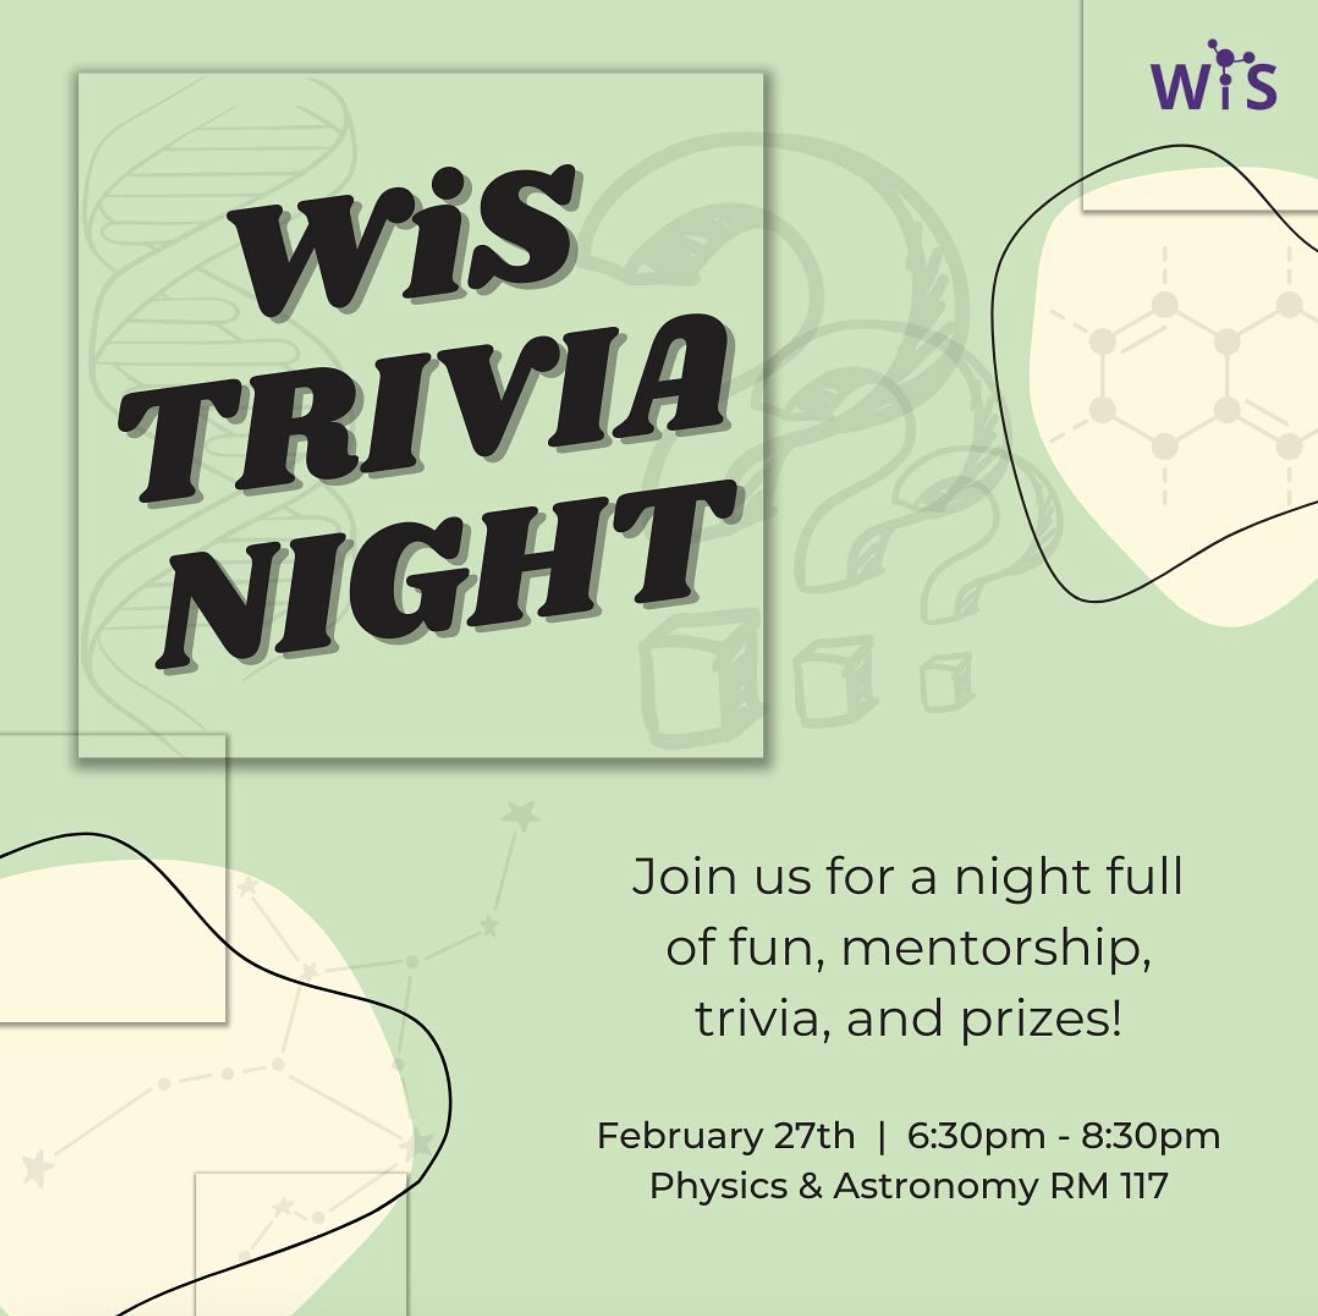 WiS
WiS
TRIVIA
NIGHT
Join us for a night full
of fun, mentorship,
trivia, and prizes!
February 27th | 6:30pm - 8:30pm
Physics & Astronomy RM 117